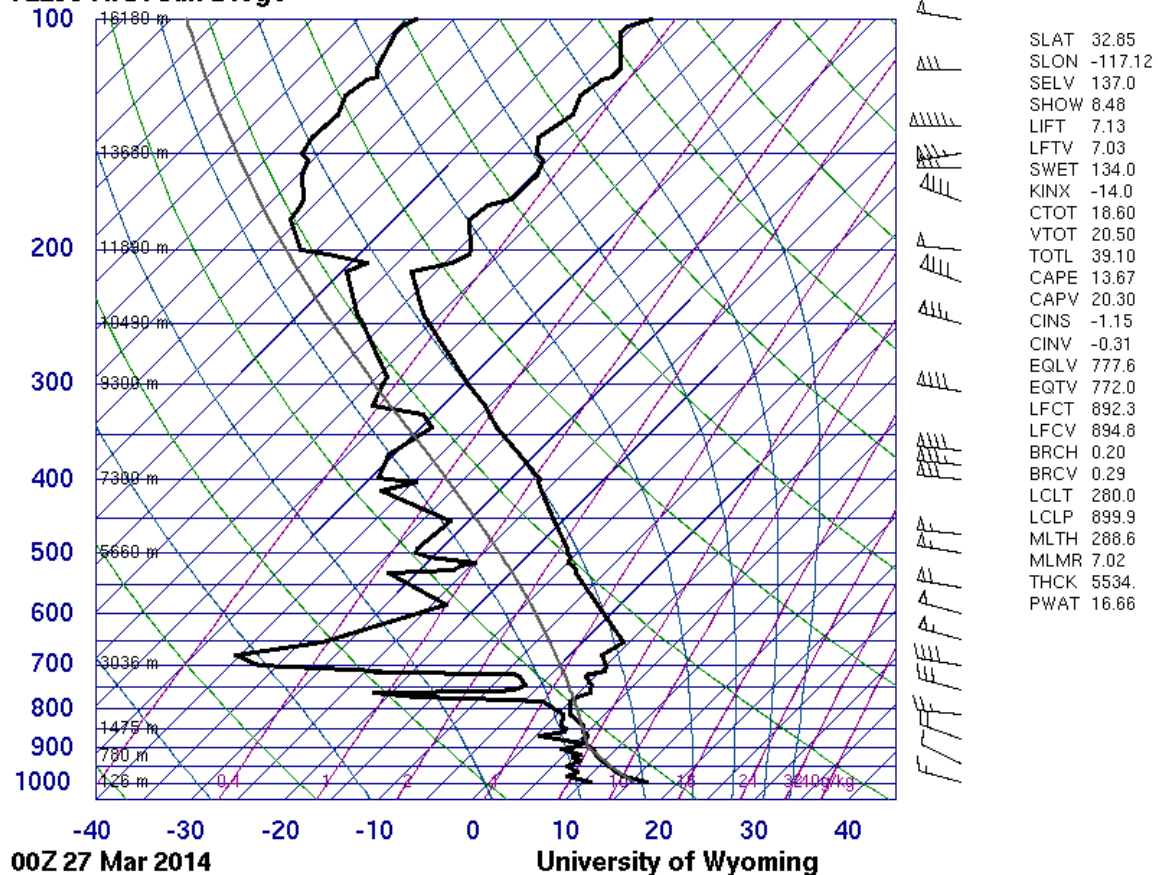 100
16180 m
13680 m
200
11890 m
10490 m
300
9300 m
400
7300 m
500
5660 m
600
700
3036 m
800
1475 m
900
780 m
1000
126 m
0.4
1
2
4
7
10
16
24
32
40g/kg
-40
-30
-20
-10
0
10
20
30
40
00Z 27 Mar 2014
University of Wyoming
SLAT 32.85
SLON -117.12
SELV 137.0
SHOW 8.48
LIFT 7.13
LFTV 7.03
SWET 134.0
KINX -14.0
CTOT 18.60
VTOT 20.50
TOTL 39.10
CAPE 13.67
CAPV 20.30
CINS -1.15
CINV -0.31
EQLV 777.6
EQTV 772.0
LFCT 892.3
LFCV 894.8
BRCH 0.20
BRCV 0.29
LCLT 280.0
LCLP 899.9
MLTH 288.6
MLMR 7.02
THCK 5534.
PWAT 16.66